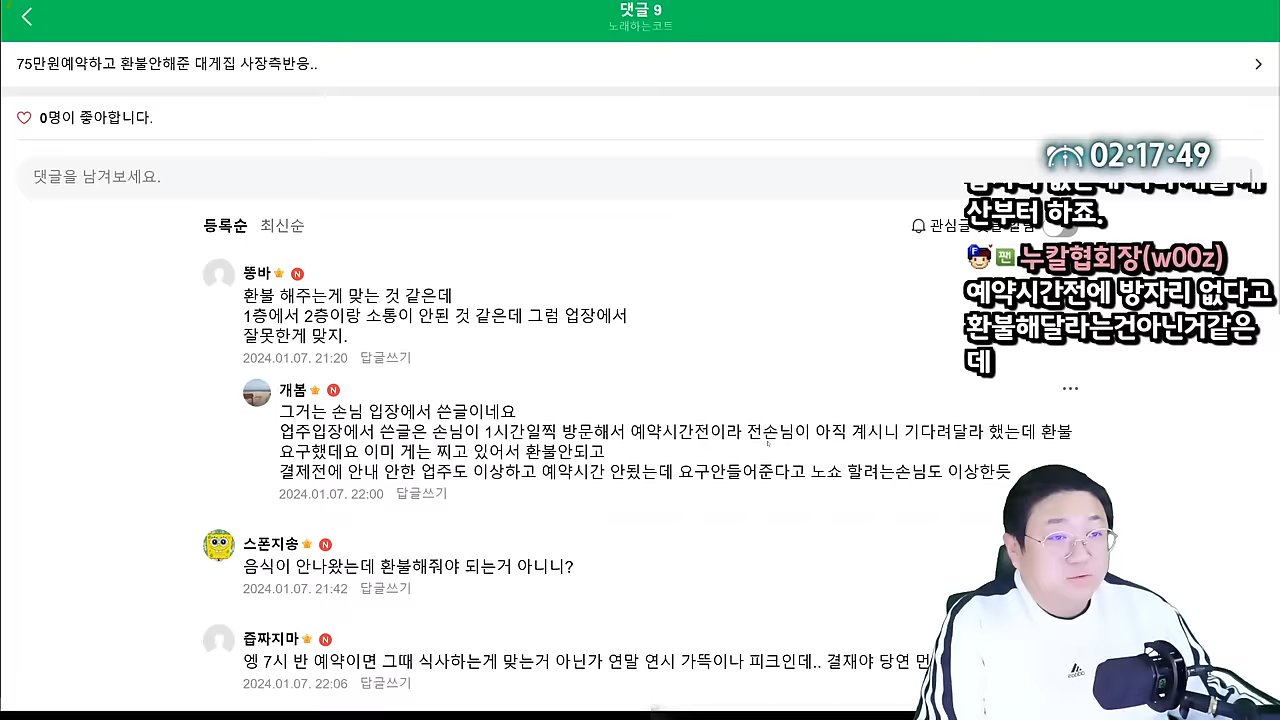 댓글 9
노래하는코트
75만원예약하고 환불안해준 대게집 사장측반응..
0명이 좋아합니다.
02:17:49
댓글을 남겨보세요.
산부터 하죠.
등록순 최신순
관심글
누칼협회장(w00z)
예약시간전에 방자리 없다고
환불해달라는건아닌거같은
데
똥바
환불 해주는게 맞는 것 같은데
1층에서 2층이랑 소통이 안된 것 같은데 그럼 업장에서
잘못한게 맞지.
2024.01.07. 21:20 답글쓰기
개봄
그거는 손님 입장에서 쓴글이네요
업주입장에서 쓴글은 손님이 1시간일찍 방문해서 예약시간전이라 전손님이 아직 계시니 기다려달라 했는데 환불
요구했데요 이미 게는 찌고 있어서 환불안되고
결제전에 안내 안한 업주도 이상하고 예약시간 안됬는데 요구안들어준다고 노쇼 할려는손님도 이상한듯
2024.01.07. 22:00 답글쓰기
스폰지송
음식이 안나왔는데 환불해줘야 되는거 아니니?
2024.01.07. 21:42 답글쓰기
즙짜지마
엥 7시 반 예약이면 그때 식사하는게 맞는거 아닌가 연말 연시 가뜩이나 피크인데.. 결재야 당연 먼
2024.01.07. 22:06 답글쓰기